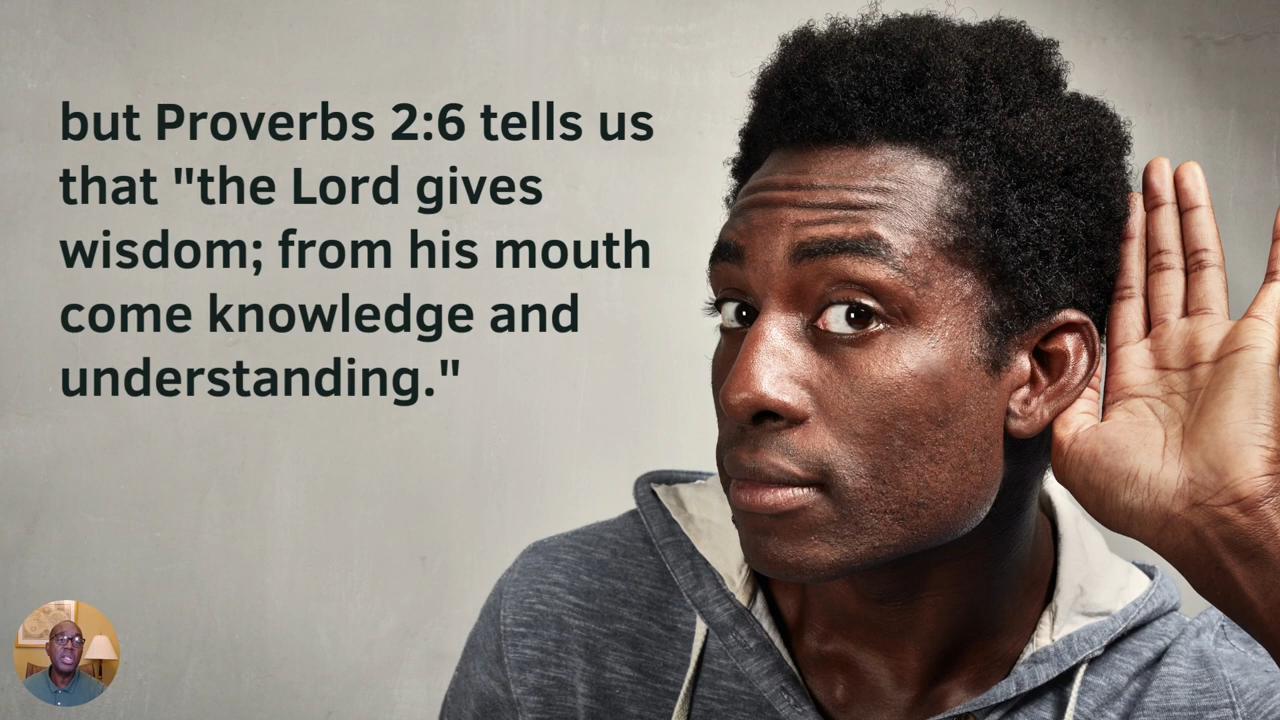 but Proverbs 2:6 tells us
that "the Lord gives
wisdom; from his mouth
come knowledge and
understanding."